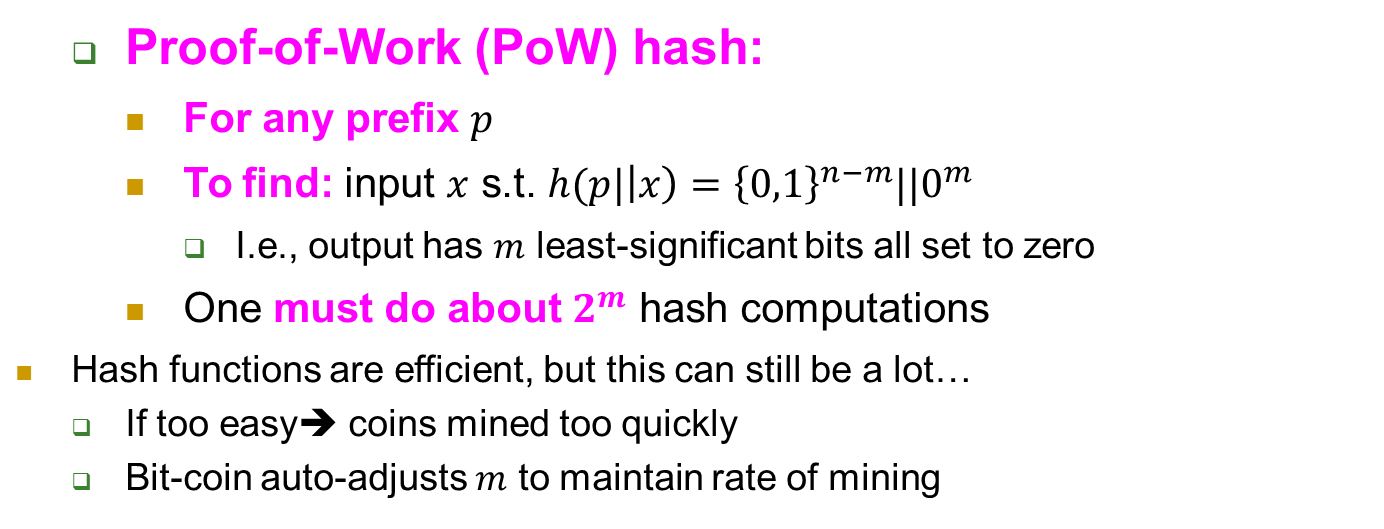 Proof-of-Work (PoW) hash:
For any prefix p
To find: input x s.t. h(p||x) = {0,1}ⁿ⁻ᵐ||0ᵐ
I.e., output has m least-significant bits all set to zero
One must do about 2ᵐ hash computations
Hash functions are efficient, but this can still be a lot…
If too easy➔ coins mined too quickly
Bit-coin auto-adjusts m to maintain rate of mining